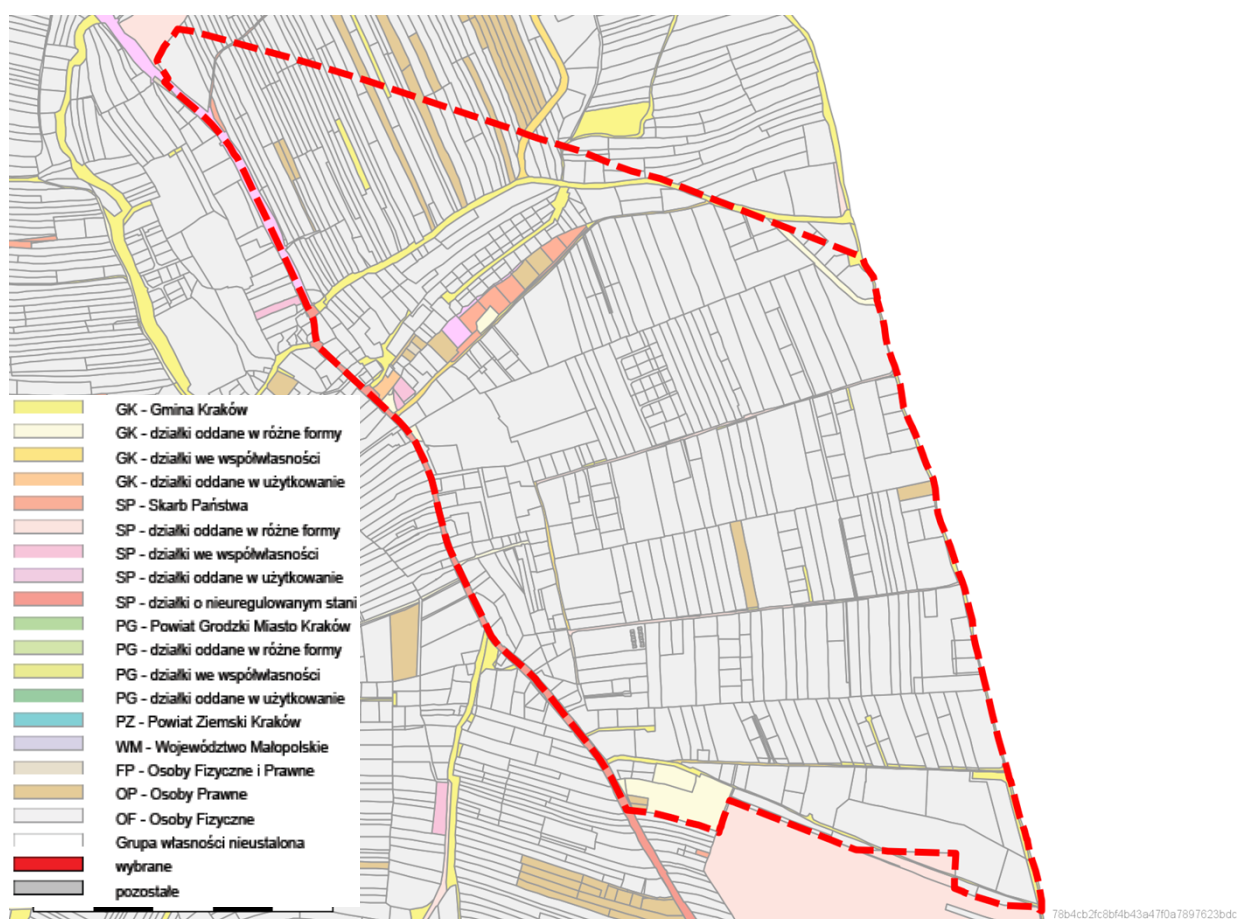 GK - Gmina Kraków
GK - działki oddane w różne formy
GK - działki we współwłasności
GK - działki oddane w użytkowanie
SP - Skarb Państwa
SP - działki oddane w różne formy
SP - działki we współwłasności
SP - działki oddane w użytkowanie
SP - działki o nieuregulowanym stani
PG - Powiat Grodzki Miasto Kraków
PG - działki oddane w różne formy
PG - działki we współwłasności
PG - działki oddane w użytkowanie
PZ - Powiat Ziemski Kraków
WM - Województwo Małopolskie
FP - Osoby Fizyczne i Prawne
OP - Osoby Prawne
OF - Osoby Fizyczne
Grupa własności nieustalona
wybrane
pozostałe
78b4cb2fc8bf4b43a47f0a7897623bdc